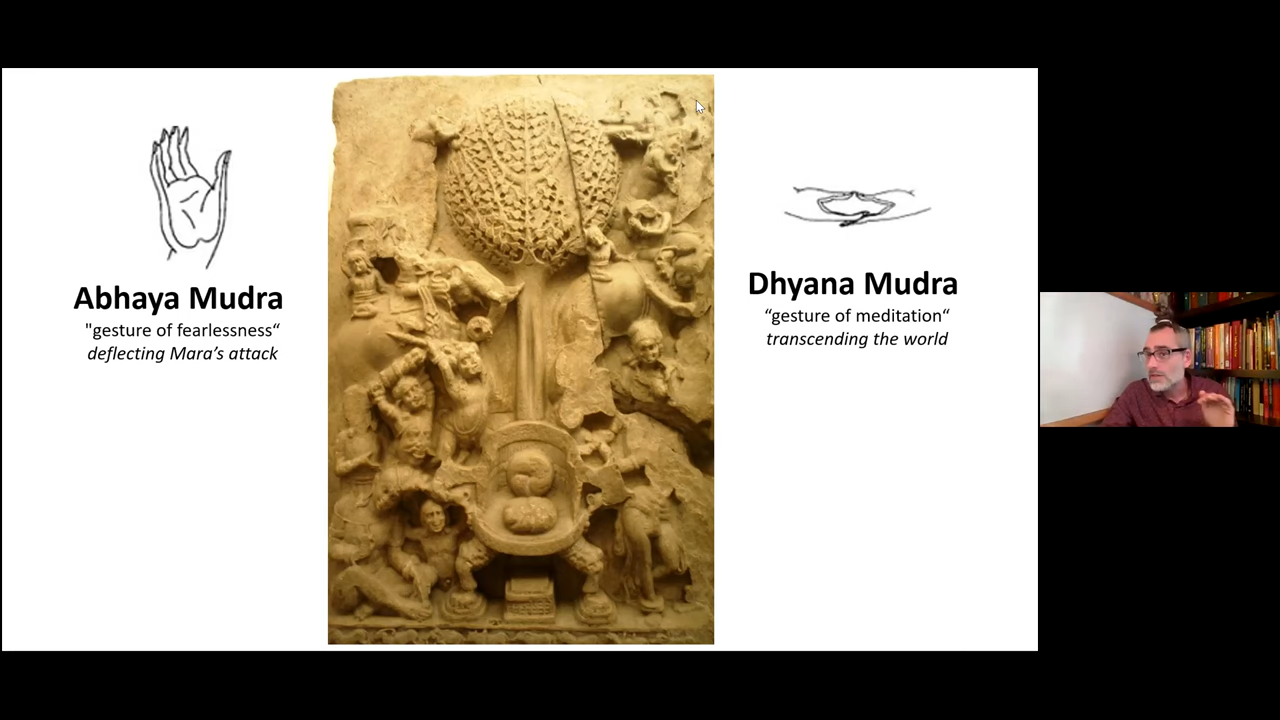 Abhaya Mudra
"gesture of fearlessness“
deflecting Mara’s attack
Dhyana Mudra
“gesture of meditation“
transcending the world